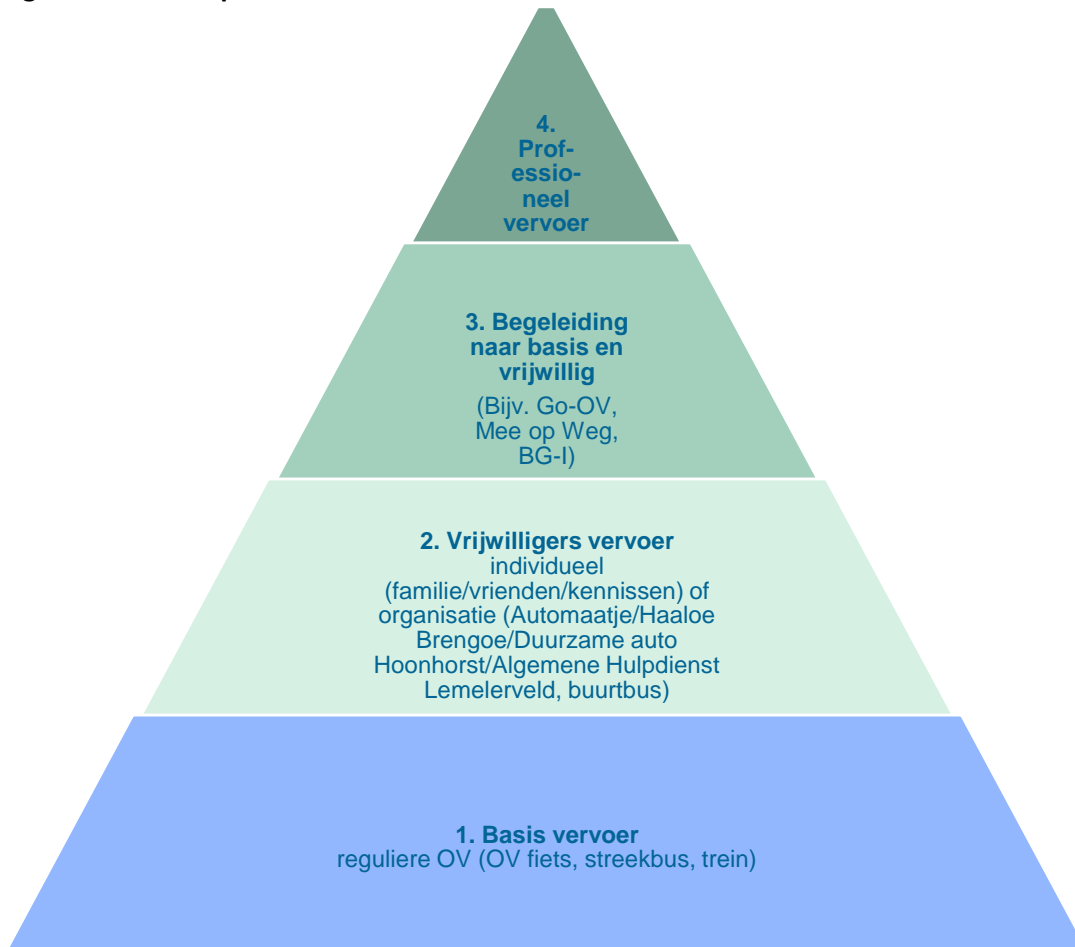 4.
Prof-
essio-
neel
vervoer
3. Begeleiding
naar basis en
vrijwillig
(Bijv. Go-OV,
Mee op Weg,
BG-I)
2. Vrijwilligers vervoer
individueel
(familie/vrienden/kennissen) of
organisatie (Automaatje/Haaloe
Brengoe/Duurzame auto
Hoonhorst/Algemene Hulpdienst
Lemelerveld, buurtbus)
1. Basis vervoer
reguliere OV (OV fiets, streekbus, trein)